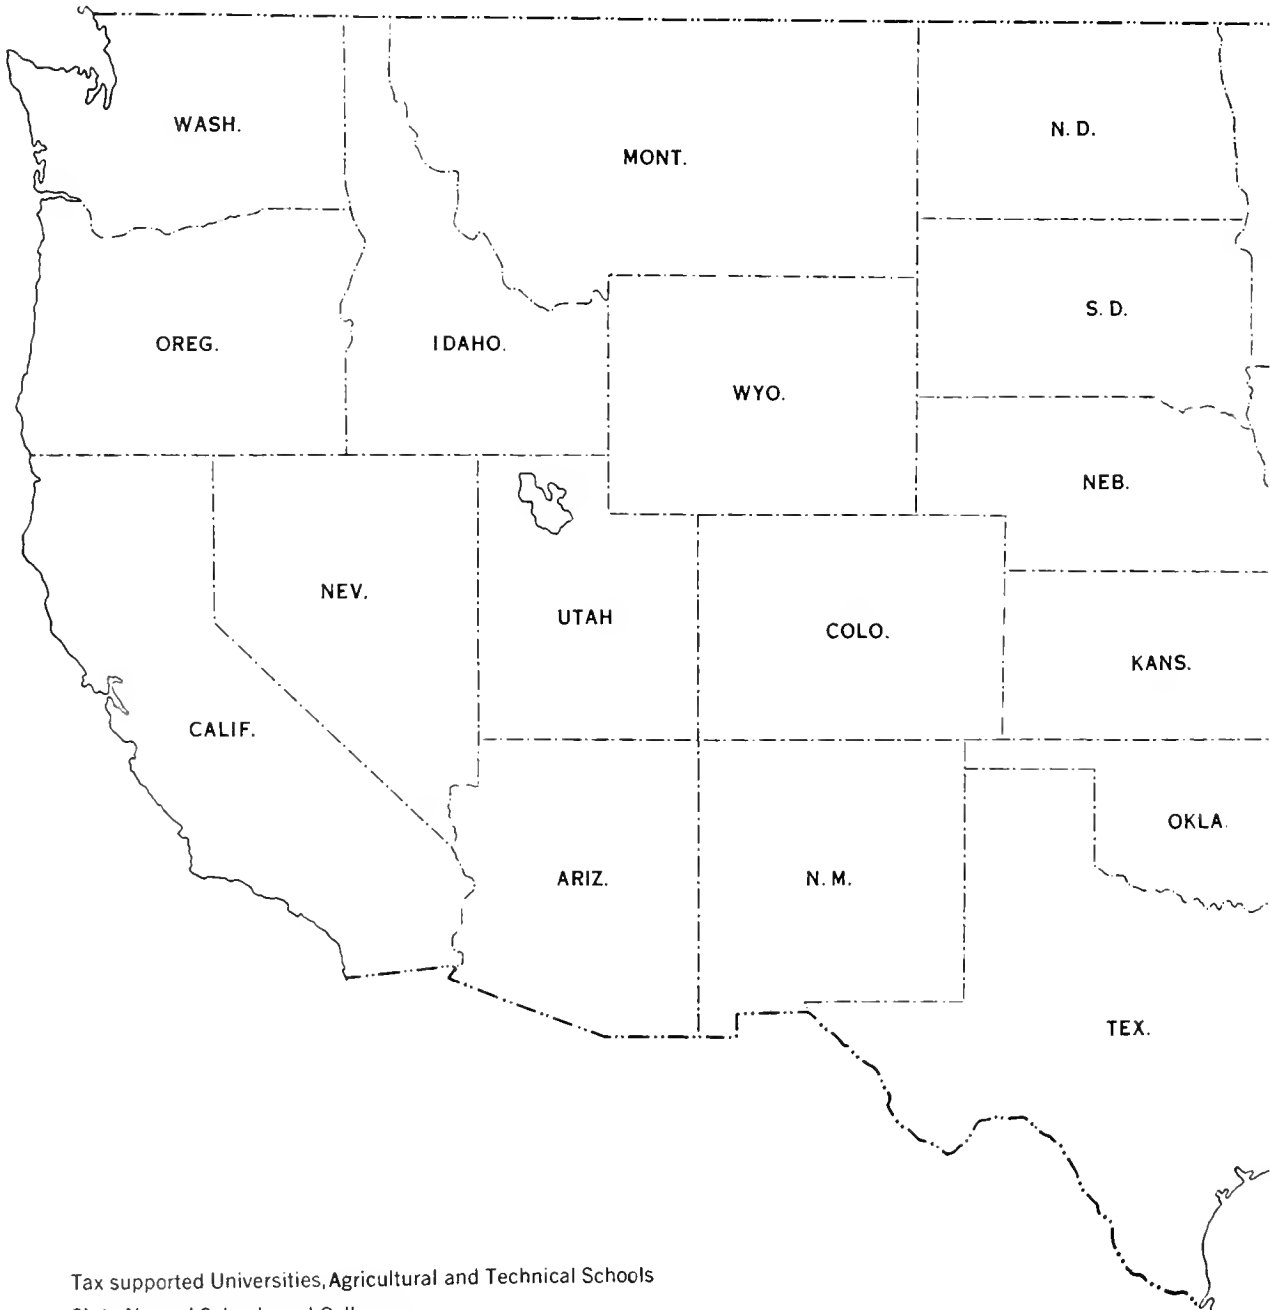 WASH.
MONT.
N. D.
OREG.
IDAHO.
WYO.
S. D.
NEB.
NEV.
UTAH
COLO.
KANS.
CALIF.
ARIZ.
N. M.
OKLA.
TEX.
Tax supported Universities, Agricultural and Technical Schools